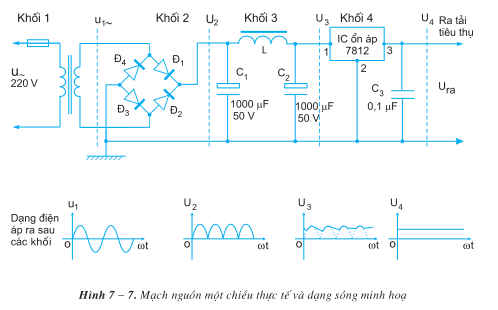 Khối 1 Khối 2 Khối 3 Khối 4
u₁~ U₂ U₃ U₄
Ra tải
tiêu thụ
IC ổn áp
7812
1 3
2
L
Đ₄ Đ₁
Đ₃ Đ₂
u~
220 V
C₁
1000 µF
50 V
C₂
1000 µF
50 V
C₃
0,1 µF
Ura
Dạng điện
áp ra sau
các khối
u₁ U₂ U₃ U₄
O ωt O ωt O ωt O ωt
Hình 7 – 7. Mạch nguồn một chiều thực tế và dạng sóng minh hoạ